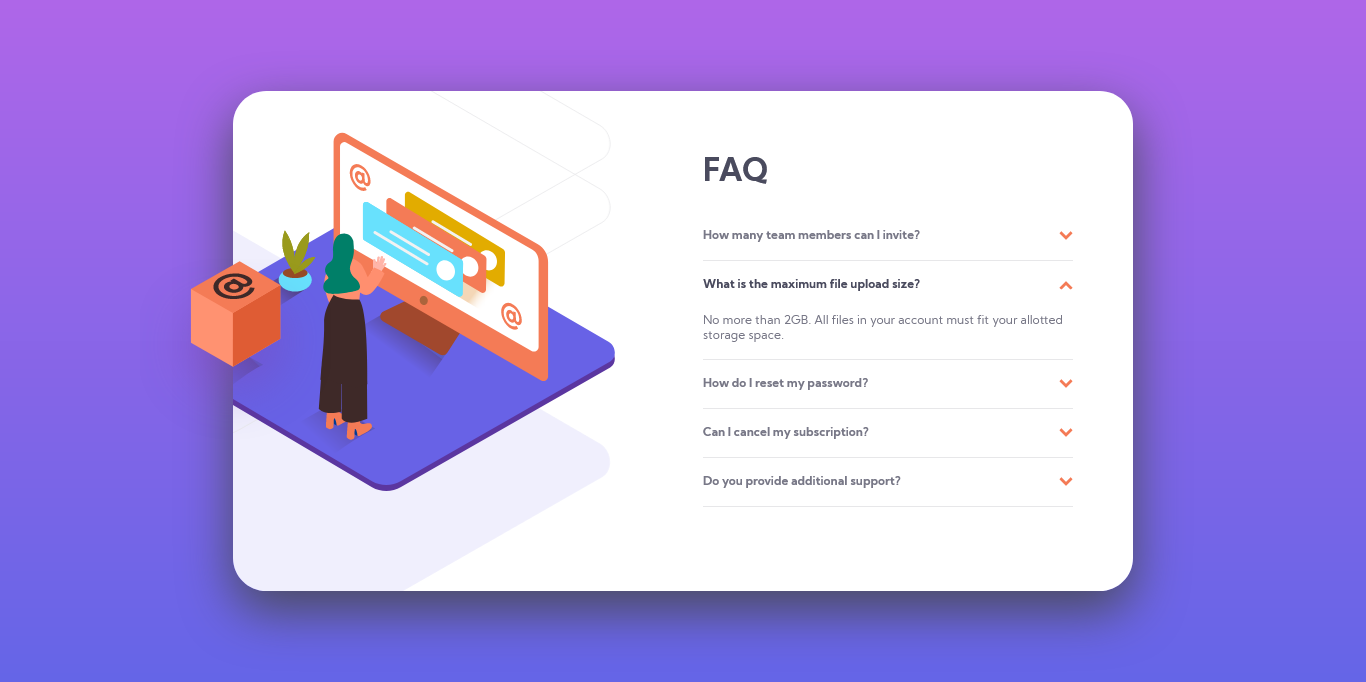 FAQ
How many team members can I invite?
What is the maximum file upload size?
No more than 2GB. All files in your account must fit your allotted
storage space.
How do I reset my password?
Can I cancel my subscription?
Do you provide additional support?
@
@
@